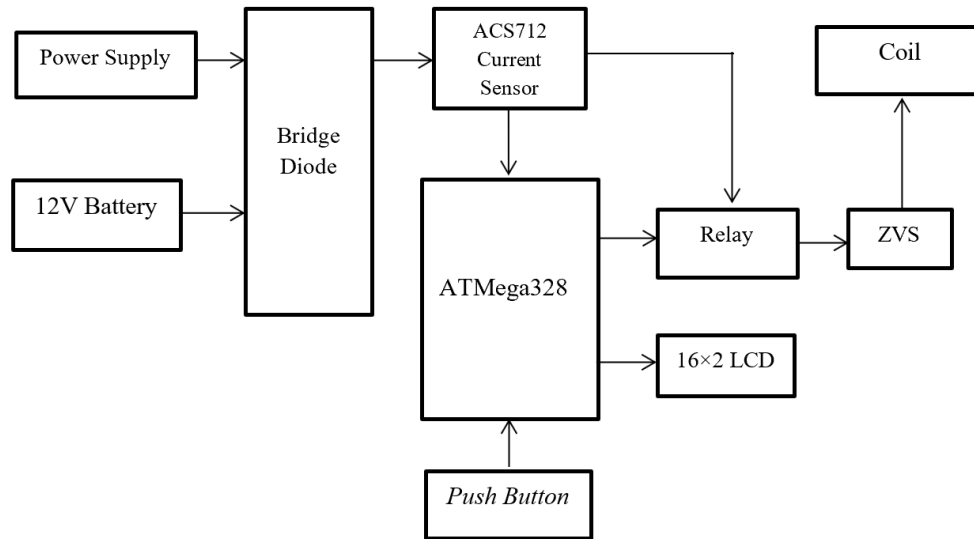 Power Supply
12V Battery
Bridge
Diode
ACS712
Current
Sensor
ATMega328
Push Button
Relay
16×2 LCD
ZVS
Coil